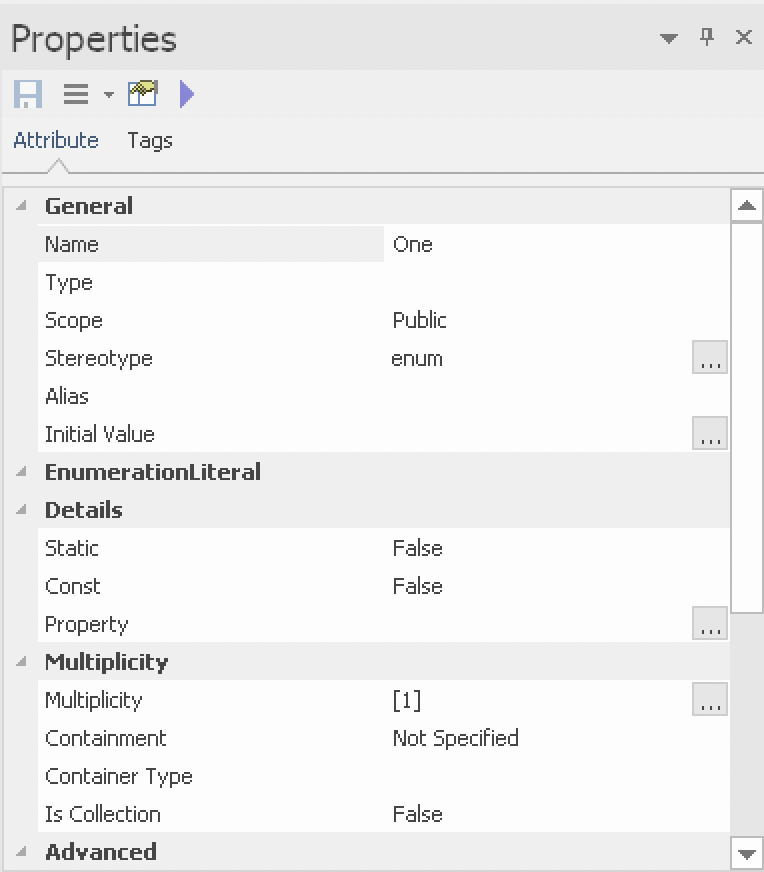 Properties
Attribute Tags
General
Name One
Type
Scope Public
Stereotype enum ...
Alias
Initial Value ...
EnumerationLiteral
Details
Static False
Const False
Property ...
Multiplicity
Multiplicity [1] ...
Containment Not Specified
Container Type
Is Collection False
Advanced